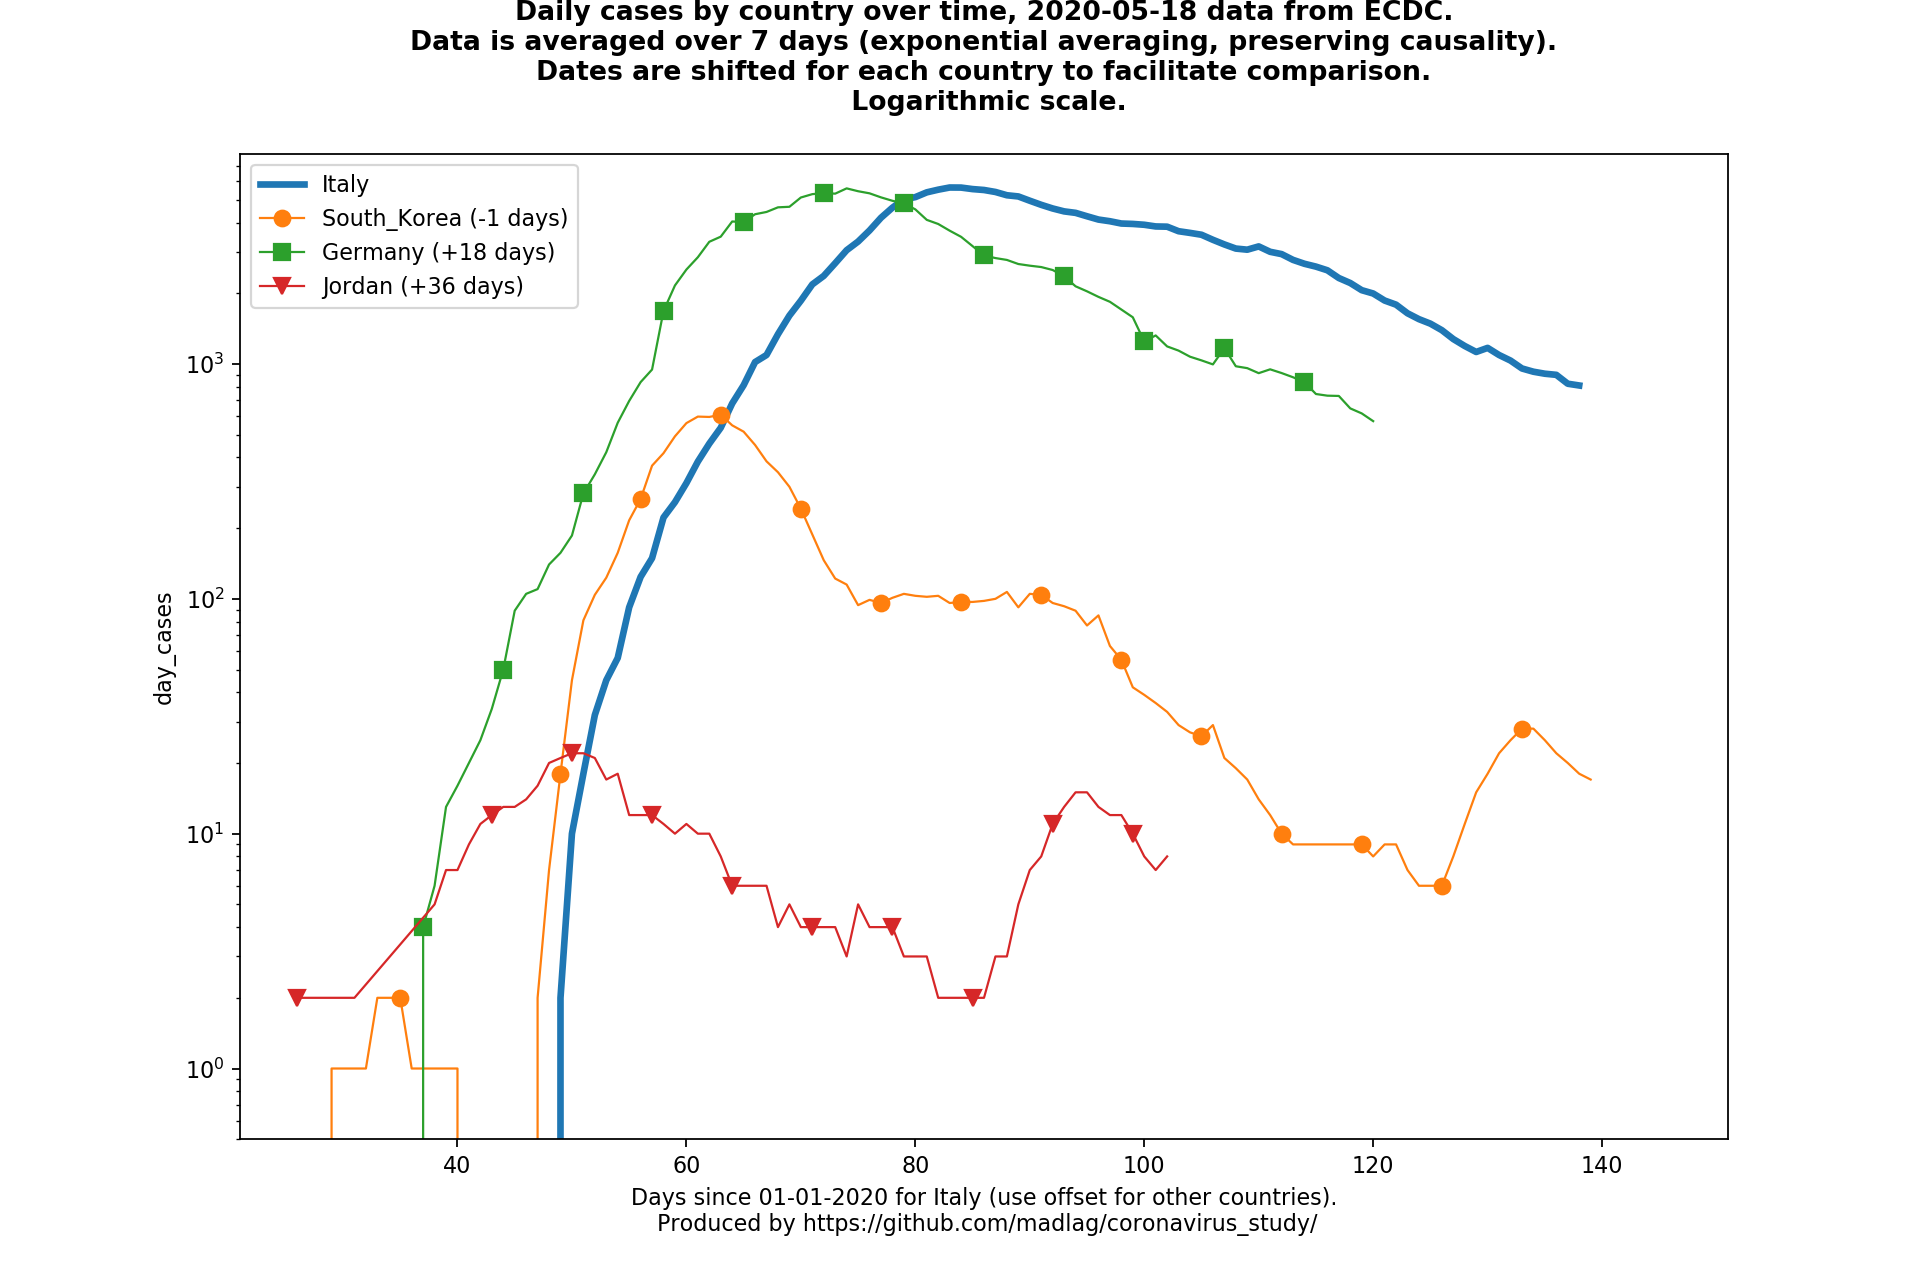 Daily cases by country over time, 2020-05-18 data from ECDC.
Data is averaged over 7 days (exponential averaging, preserving causality).
Dates are shifted for each country to facilitate comparison.
Logarithmic scale.
Italy
South_Korea (-1 days)
Germany (+18 days)
Jordan (+36 days)
day_cases
10³
10²
10¹
10⁰
40 60 80 100 120 140
Days since 01-01-2020 for Italy (use offset for other countries).
Produced by https://github.com/madlag/coronavirus_study/